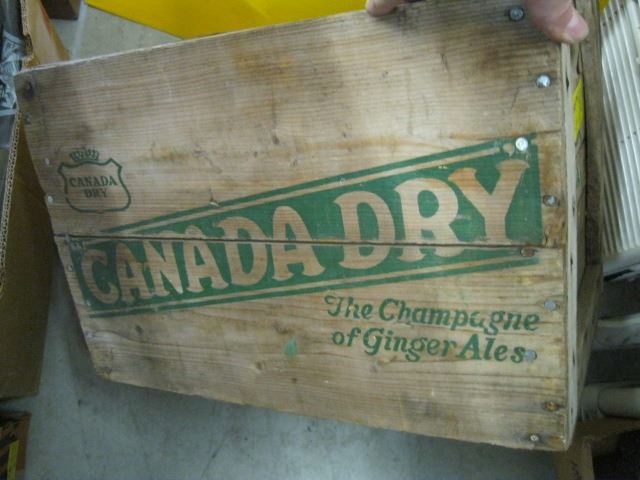 CANADA
DRY
CANADA DRY
The Champagne
of Ginger Ales